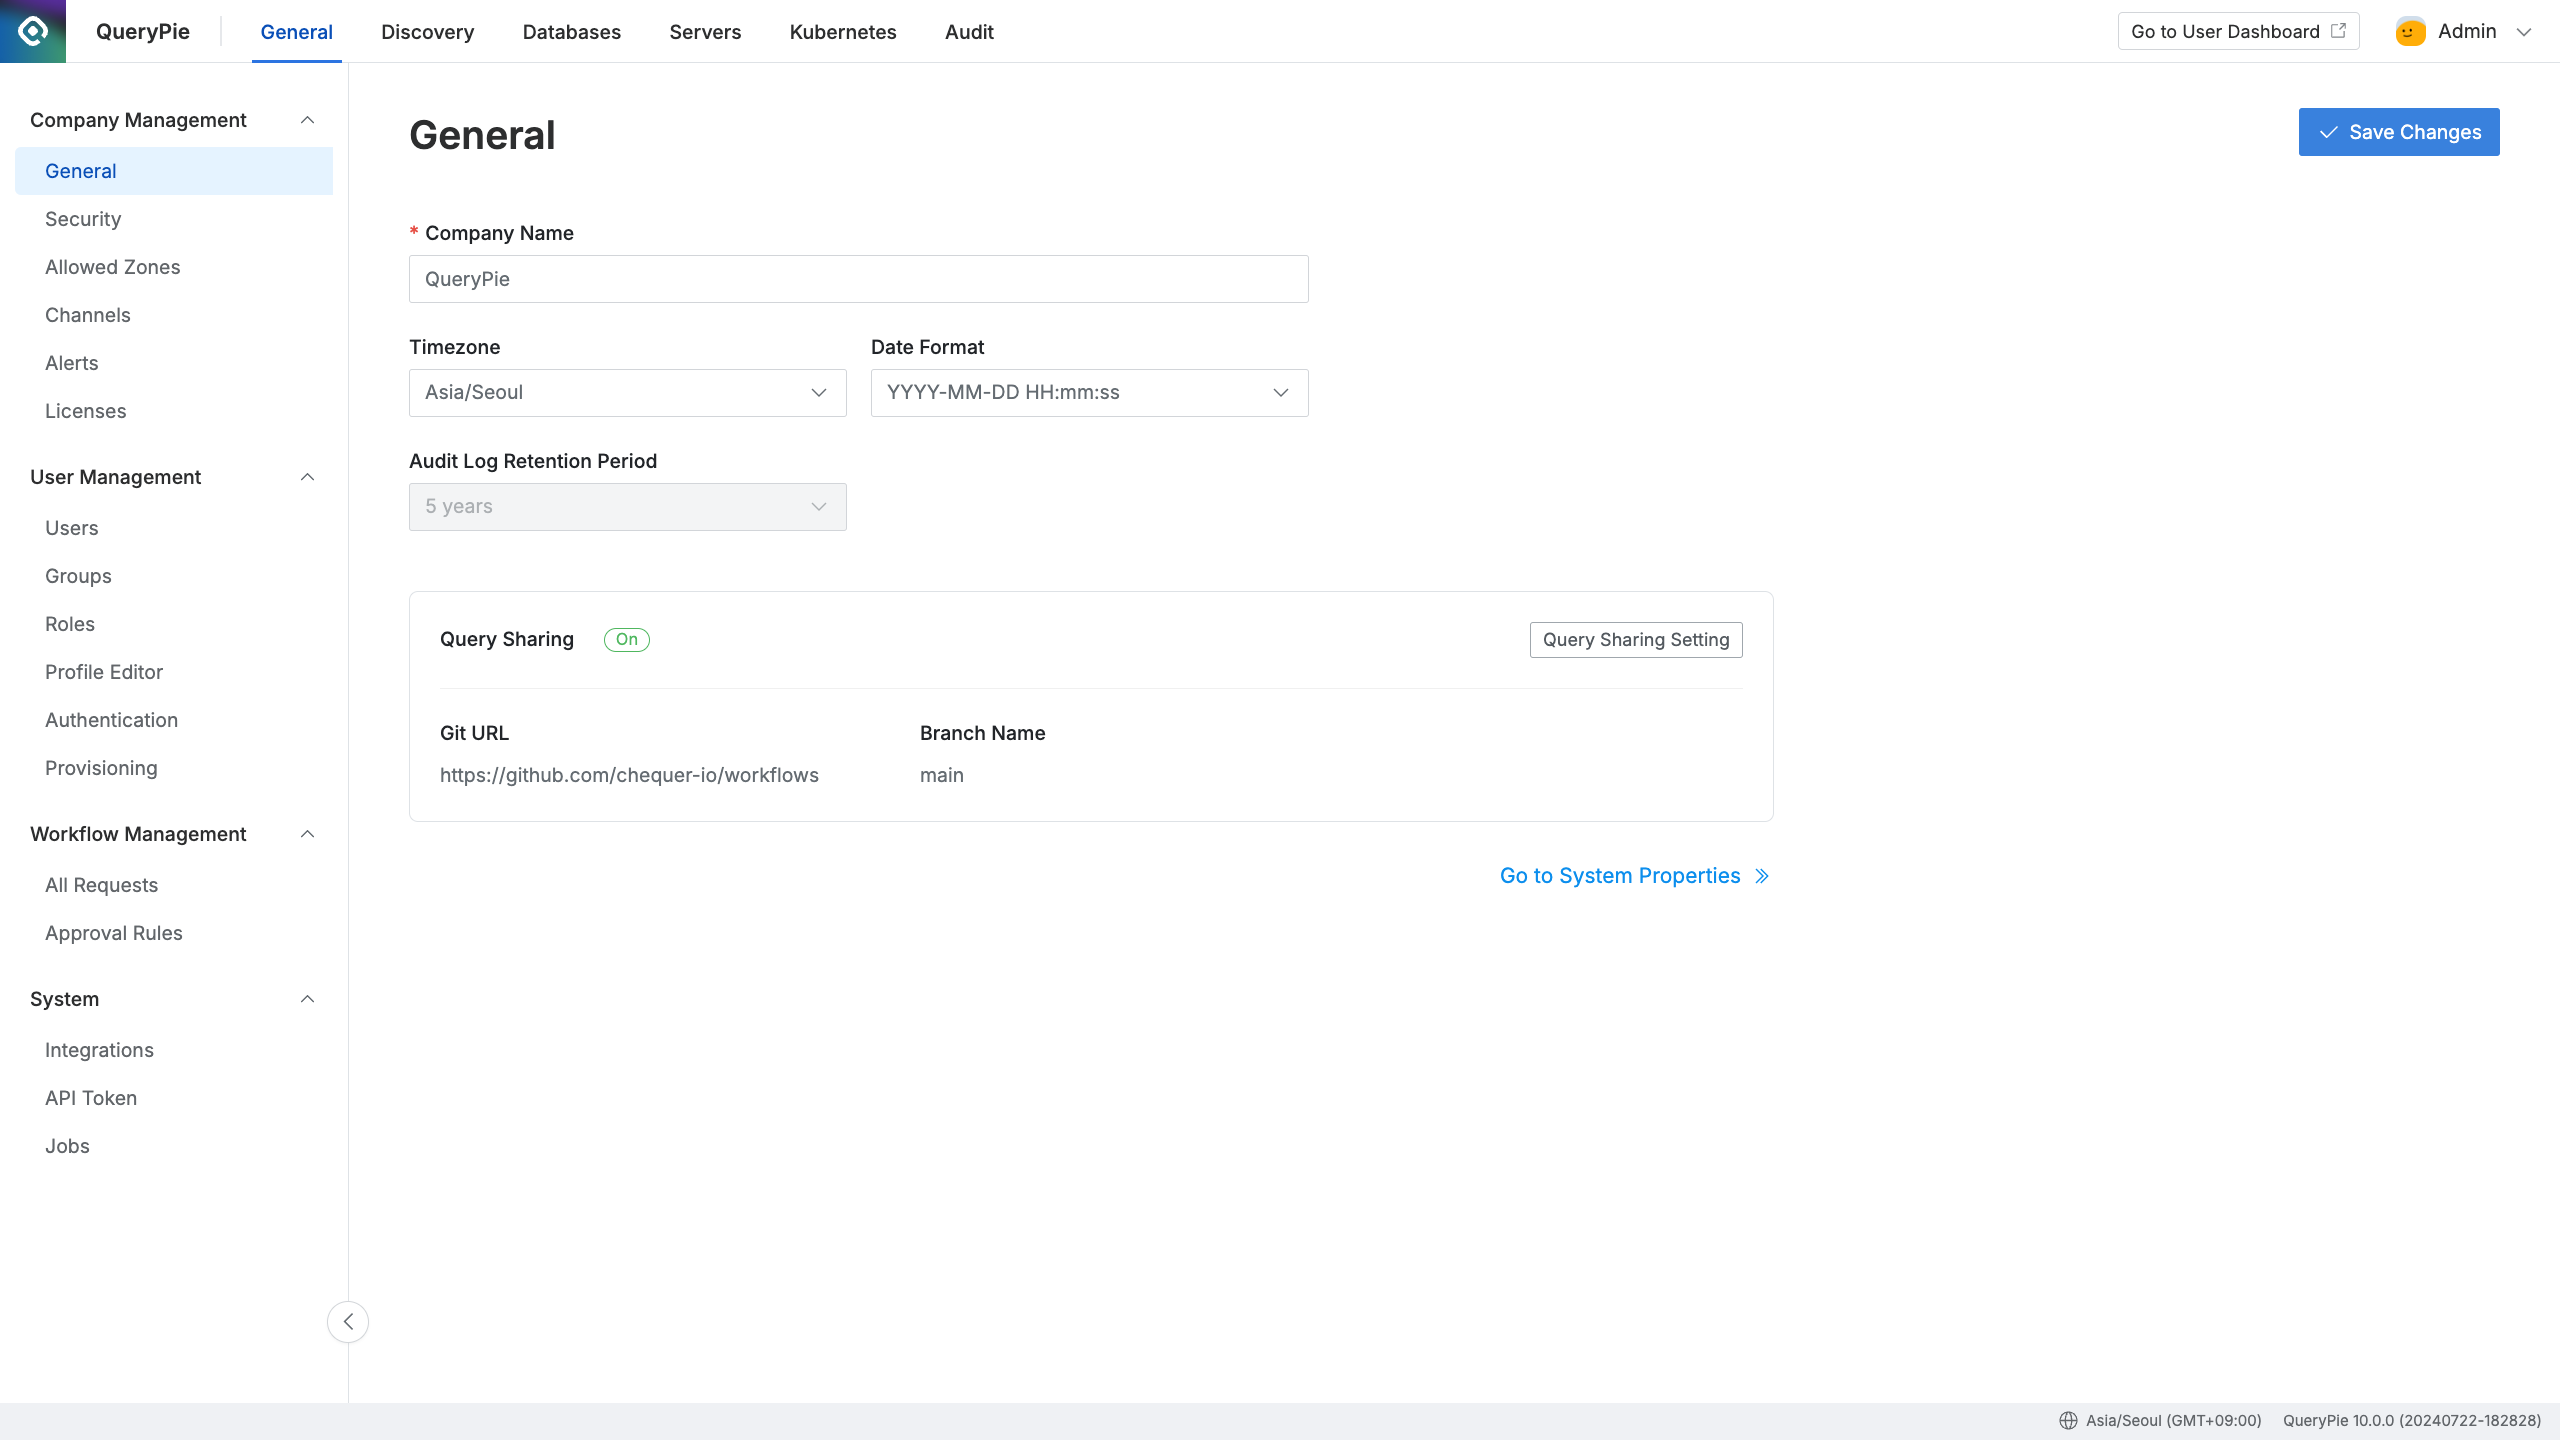 QueryPie
General
Discovery
Databases
Servers
Kubernetes
Audit
Go to User Dashboard
Admin
Company Management
General
Security
Allowed Zones
Channels
Alerts
Licenses
User Management
Users
Groups
Roles
Profile Editor
Authentication
Provisioning
Workflow Management
All Requests
Approval Rules
System
Integrations
API Token
Jobs
General
Save Changes
* Company Name
QueryPie
Timezone
Date Format
Asia/Seoul
YYYY-MM-DD HH:mm:ss
Audit Log Retention Period
5 years
Query Sharing
On
Query Sharing Setting
Git URL
Branch Name
https://github.com/chequer-io/workflows
main
Go to System Properties
Asia/Seoul (GMT+09:00)
QueryPie 10.0.0 (20240722-182828)